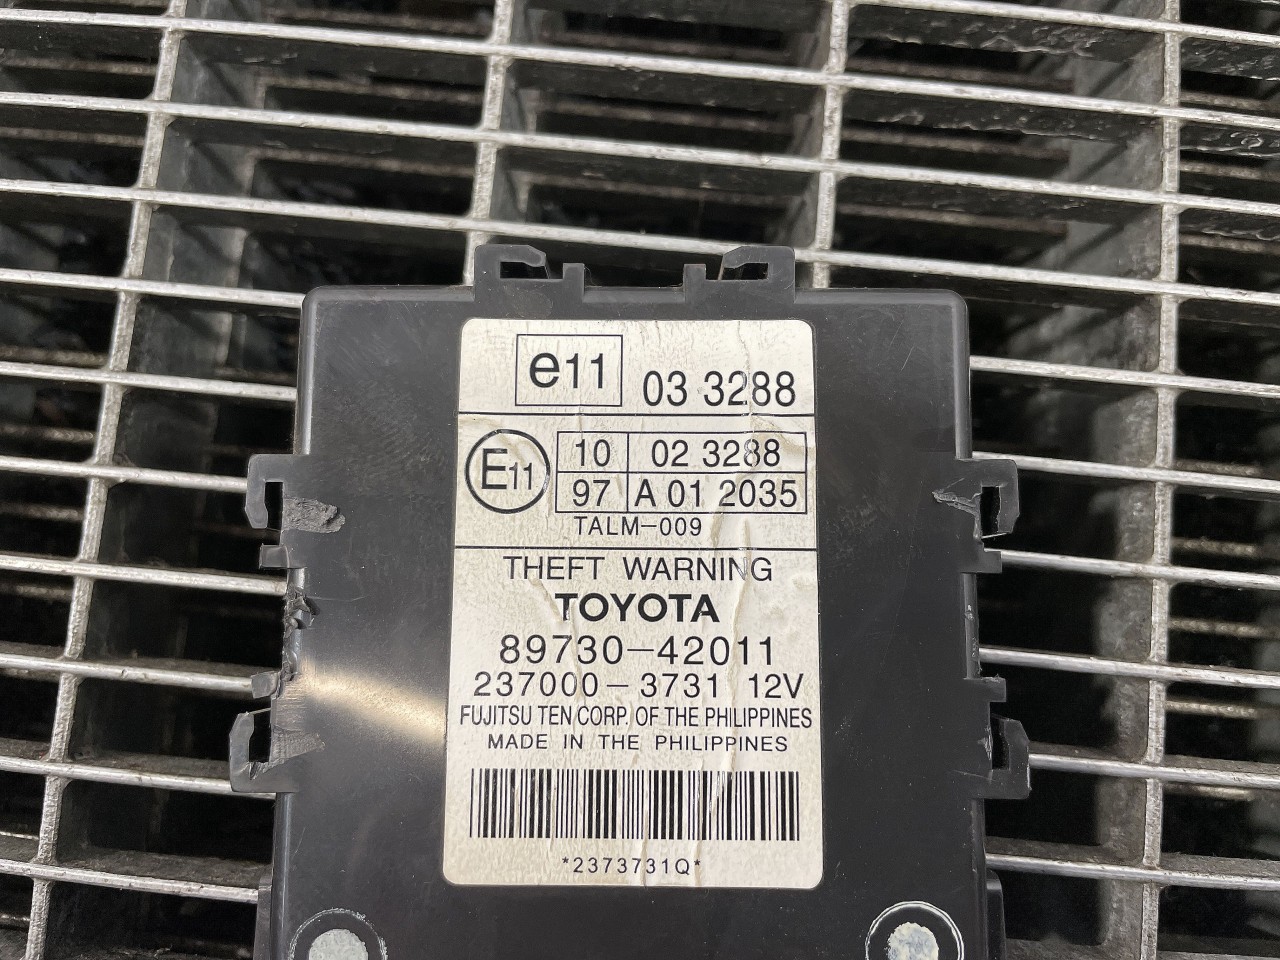 e11 03 3288
E11 10 02 3288
97 A 01 2035
TALM-009
THEFT WARNING
TOYOTA
89730-42011
237000-3731 12V
FUJITSU TEN CORP. OF THE PHILIPPINES
MADE IN THE PHILIPPINES
*2373731Q*